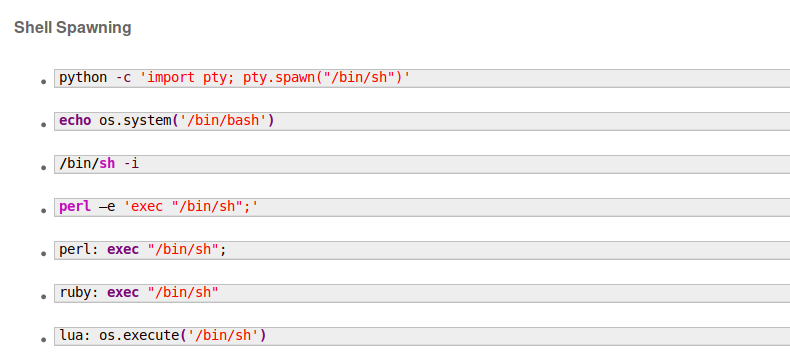 Shell Spawning
python -c 'import pty; pty.spawn("/bin/sh")'
echo os.system('/bin/bash')
/bin/sh -i
perl —e 'exec "/bin/sh";'
perl: exec "/bin/sh";
ruby: exec "/bin/sh"
lua: os.execute('/bin/sh')